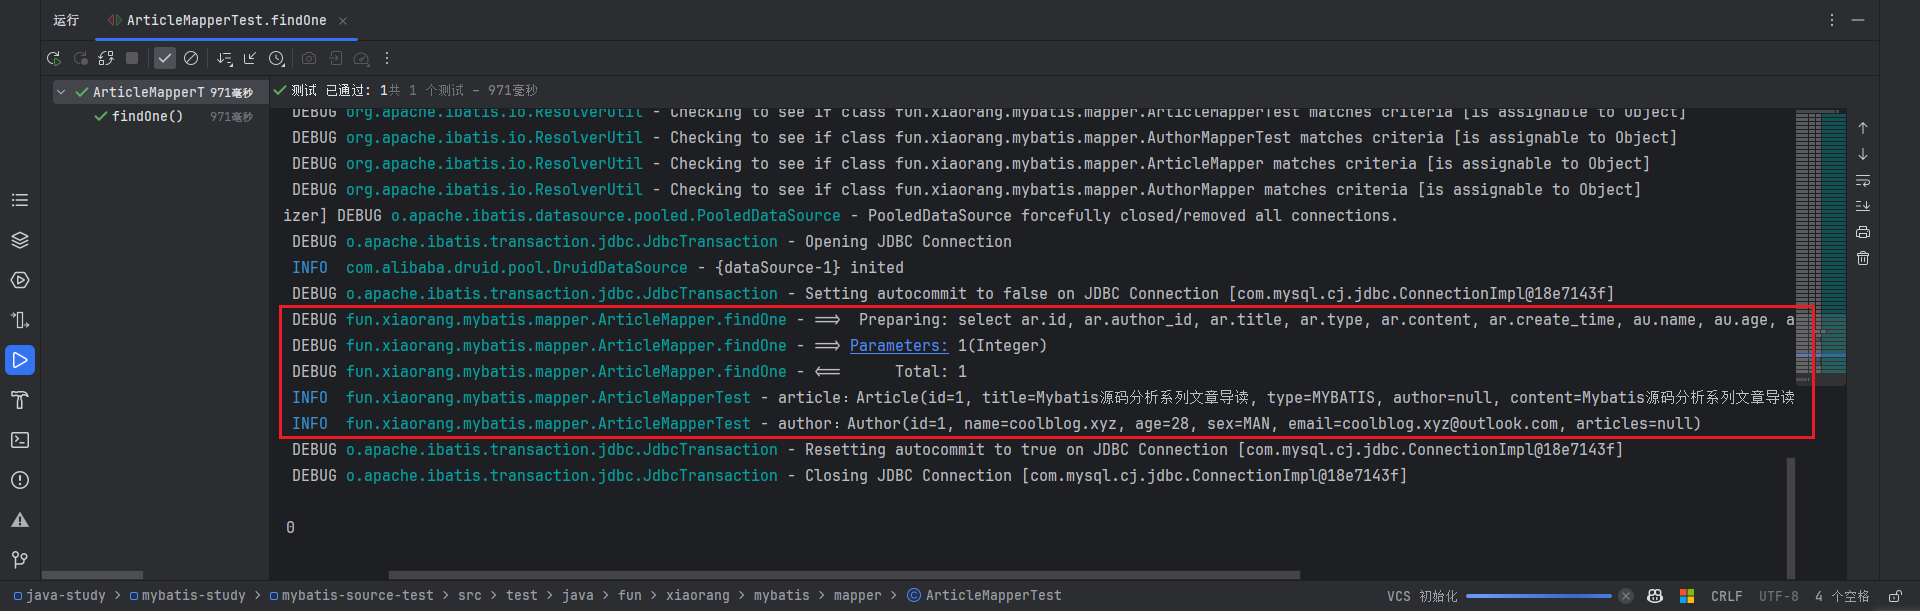 运行 ArticleMapperTest.findOne
ArticleMapperT 971毫秒
findOne() 971毫秒
测试 已通过: 1共 1 个测试 – 971毫秒
DEBUG org.apache.ibatis.io.ResolverUtil - Checking to see if class fun.xiaorang.mybatis.mapper.ArticleMapperTest matches criteria [is assignable to Object]
DEBUG org.apache.ibatis.io.ResolverUtil - Checking to see if class fun.xiaorang.mybatis.mapper.AuthorMapperTest matches criteria [is assignable to Object]
DEBUG org.apache.ibatis.io.ResolverUtil - Checking to see if class fun.xiaorang.mybatis.mapper.ArticleMapper matches criteria [is assignable to Object]
DEBUG org.apache.ibatis.io.ResolverUtil - Checking to see if class fun.xiaorang.mybatis.mapper.AuthorMapper matches criteria [is assignable to Object]
izer] DEBUG o.apache.ibatis.datasource.pooled.PooledDataSource - PooledDataSource forcefully closed/removed all connections.
DEBUG o.apache.ibatis.transaction.jdbc.JdbcTransaction - Opening JDBC Connection
INFO com.alibaba.druid.pool.DruidDataSource - {dataSource-1} inited
DEBUG o.apache.ibatis.transaction.jdbc.JdbcTransaction - Setting autocommit to false on JDBC Connection [com.mysql.cj.jdbc.ConnectionImpl@18e7143f]
DEBUG fun.xiaorang.mybatis.mapper.ArticleMapper.findOne - ==> Preparing: select ar.id, ar.author_id, ar.title, ar.type, ar.content, ar.create_time, au.name, au.age, a
DEBUG fun.xiaorang.mybatis.mapper.ArticleMapper.findOne - ==> Parameters: 1(Integer)
DEBUG fun.xiaorang.mybatis.mapper.ArticleMapper.findOne - <== Total: 1
INFO fun.xiaorang.mybatis.mapper.ArticleMapperTest - article：Article(id=1, title=Mybatis源码分析系列文章导读, type=MYBATIS, author=null, content=Mybatis源码分析系列文章导读
INFO fun.xiaorang.mybatis.mapper.ArticleMapperTest - author：Author(id=1, name=coolblog.xyz, age=28, sex=MAN, email=coolblog.xyz@outlook.com, articles=null)
DEBUG o.apache.ibatis.transaction.jdbc.JdbcTransaction - Resetting autocommit to true on JDBC Connection [com.mysql.cj.jdbc.ConnectionImpl@18e7143f]
DEBUG o.apache.ibatis.transaction.jdbc.JdbcTransaction - Closing JDBC Connection [com.mysql.cj.jdbc.ConnectionImpl@18e7143f]
0
java-study > mybatis-study > mybatis-source-test > src > test > java > fun > xiaorang > mybatis > mapper > ArticleMapperTest VCS 初始化 CRLF UTF-8 4 个空格